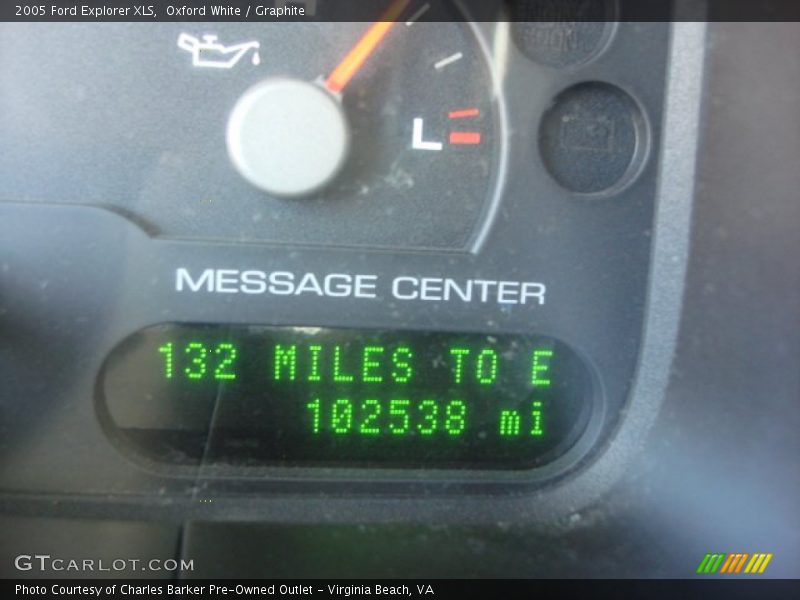 2005 Ford Explorer XLS, Oxford White / Graphite
L
MESSAGE CENTER
132 MILES TO E
102538 mi
GTCARLOT.COM
Photo Courtesy of Charles Barker Pre-Owned Outlet - Virginia Beach, VA